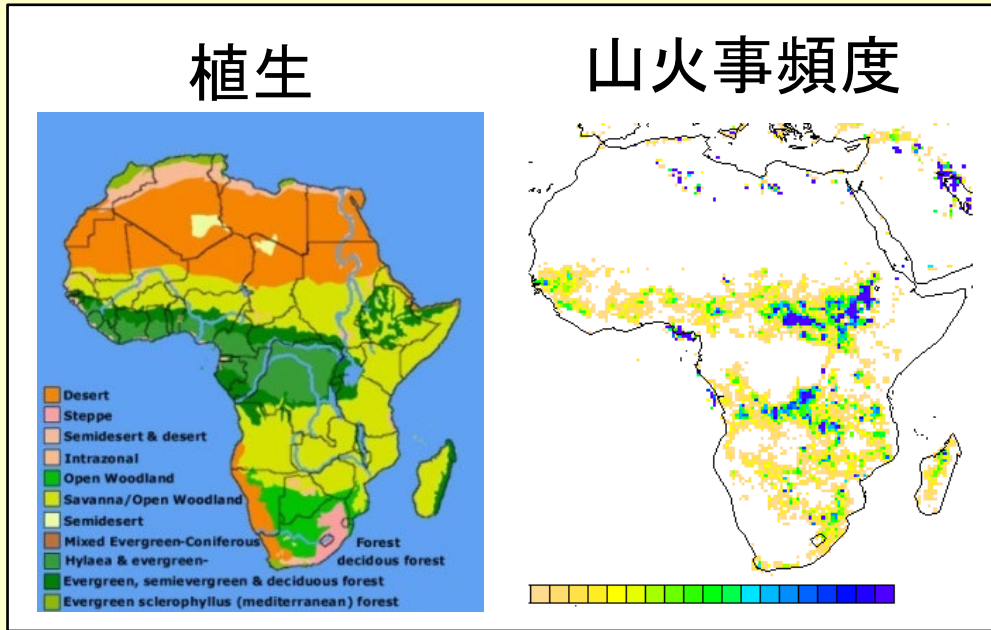 植生
山火事頻度
Desert
Steppe
Semidesert & desert
Intrazonal
Open Woodland
Savanna/Open Woodland
Semidesert
Mixed Evergreen-Coniferous Forest
Hylaea & evergreen- decidous forest
Evergreen, semievergreen & deciduous forest
Evergreen sclerophyllus (mediterranean) forest